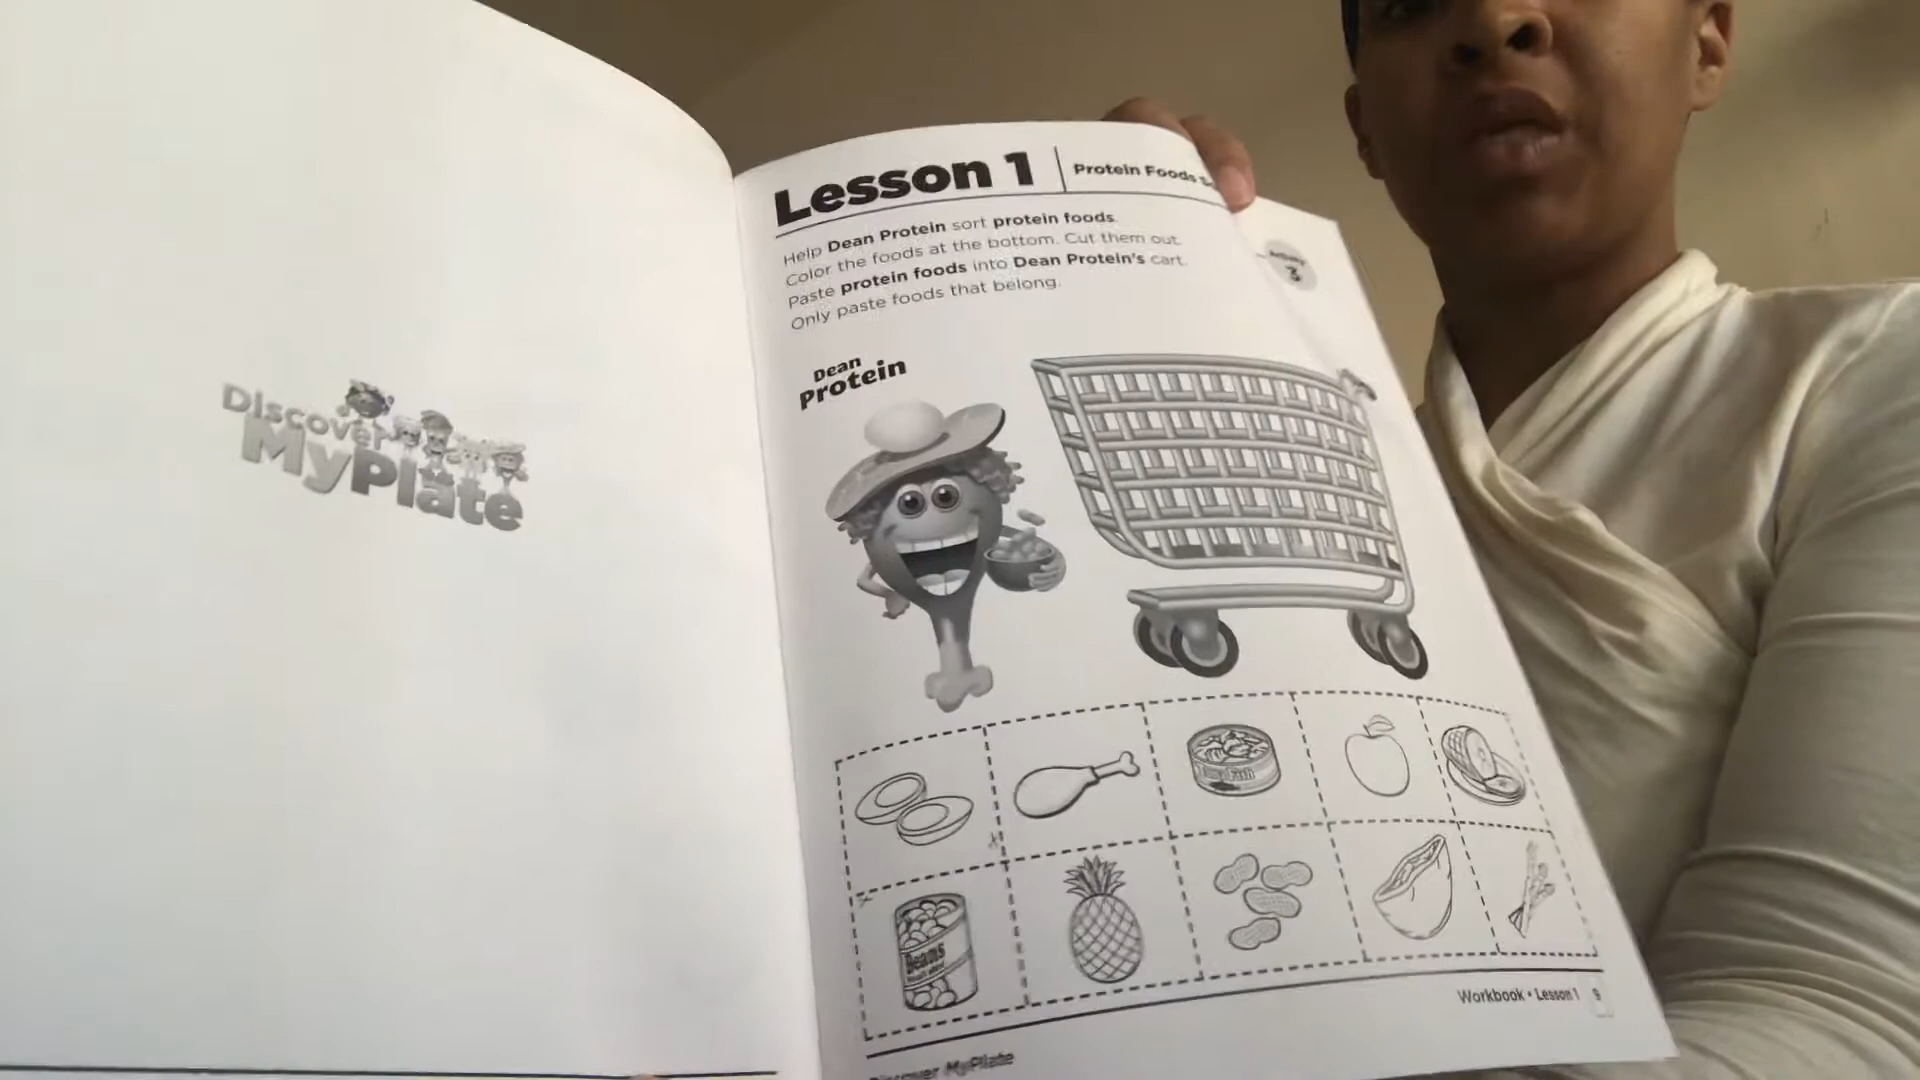 Discover
MyPlate
Lesson 1
Protein Foods
Activity
3
Help Dean Protein sort protein foods.
Color the foods at the bottom. Cut them out.
Paste protein foods into Dean Protein's cart.
Only paste foods that belong.
Dean
Protein
Beans
Workbook • Lesson 1 9
Discover MyPlate